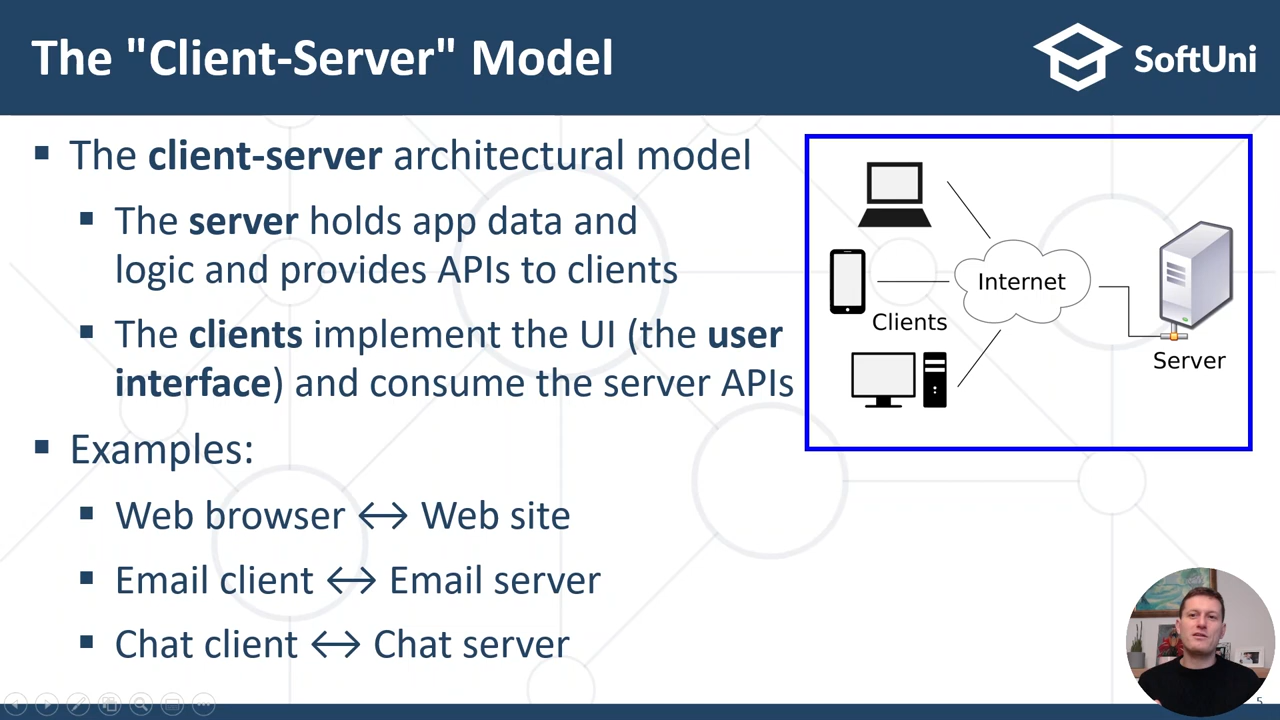 The "Client-Server" Model
SoftUni
▪ The client-server architectural model
▪ The server holds app data and
logic and provides APIs to clients
▪ The clients implement the UI (the user
interface) and consume the server APIs
▪ Examples:
▪ Web browser ↔ Web site
▪ Email client ↔ Email server
▪ Chat client ↔ Chat server
Internet
Clients
Server
5